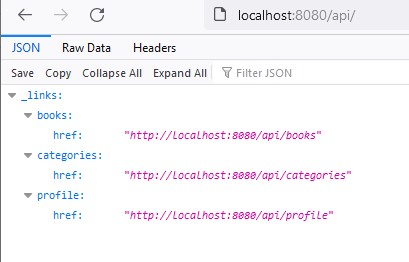 localhost:8080/api/
JSON Raw Data Headers
Save Copy Collapse All Expand All Filter JSON
_links:
books:
href: "http://localhost:8080/api/books"
categories:
href: "http://localhost:8080/api/categories"
profile:
href: "http://localhost:8080/api/profile"